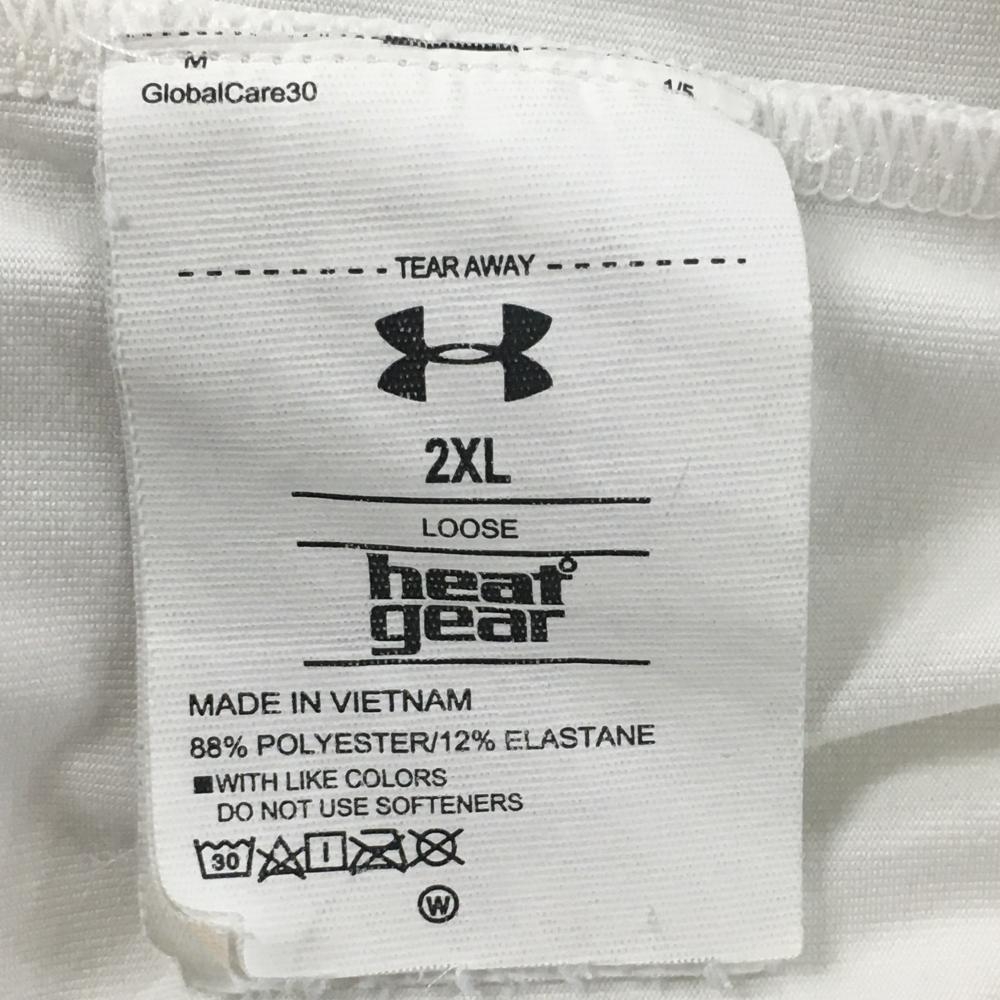 M
GlobalCare30
1/5
TEAR AWAY
2XL
LOOSE
heat
gear
MADE IN VIETNAM
88% POLYESTER/12% ELASTANE
WITH LIKE COLORS
DO NOT USE SOFTENERS
30
W